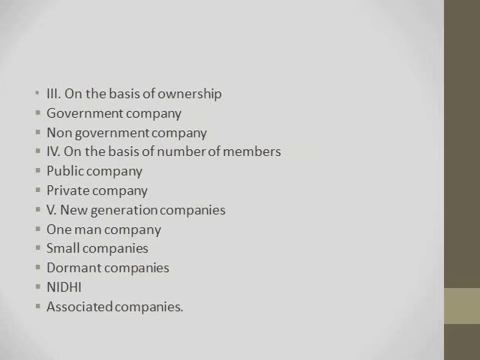 III. On the basis of ownership
Government company
Non government company
IV. On the basis of number of members
Public company
Private company
V. New generation companies
One man company
Small companies
Dormant companies
NIDHI
Associated companies.